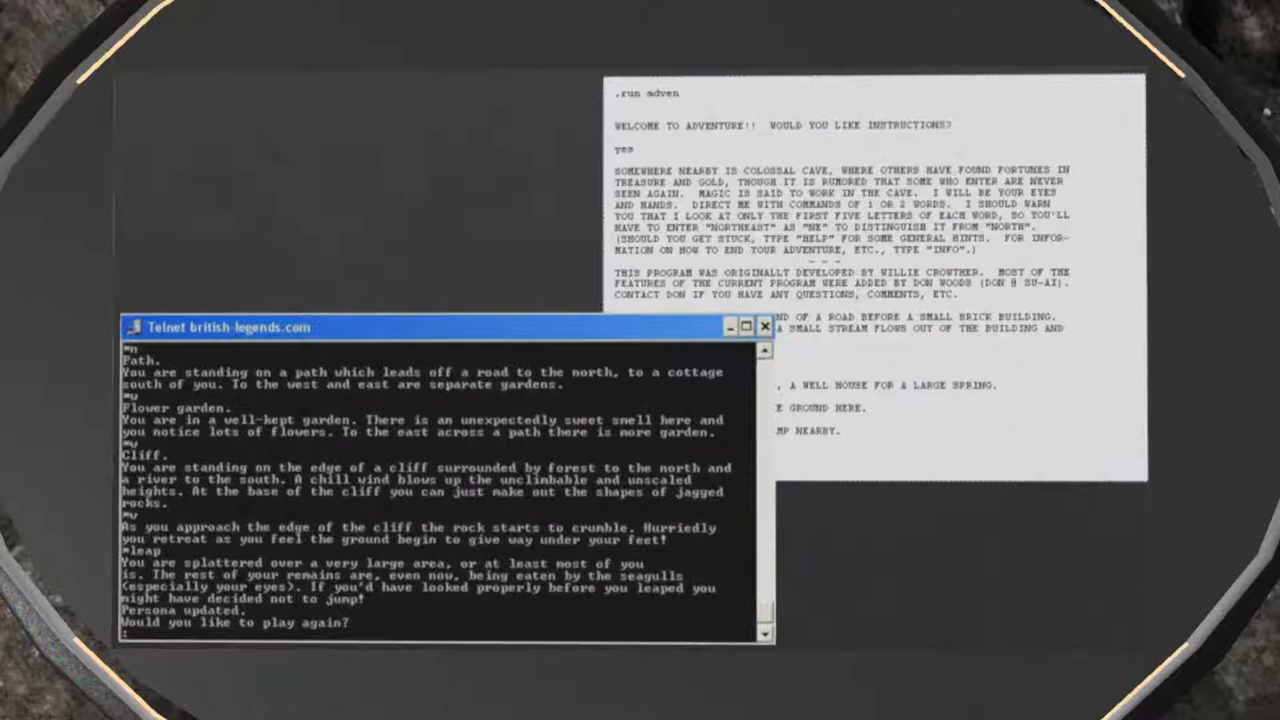 .run adven
WELCOME TO ADVENTURE!! WOULD YOU LIKE INSTRUCTIONS?
yes
SOMEWHERE NEARBY IS COLOSSAL CAVE, WHERE OTHERS HAVE FOUND FORTUNES IN
TREASURE AND GOLD, THOUGH IT IS RUMORED THAT SOME WHO ENTER ARE NEVER
SEEN AGAIN. MAGIC IS SAID TO WORK IN THE CAVE. I WILL BE YOUR EYES
AND HANDS. DIRECT ME WITH COMMANDS OF 1 OR 2 WORDS. I SHOULD WARN
YOU THAT I LOOK AT ONLY THE FIRST FIVE LETTERS OF EACH WORD, SO YOU'LL
HAVE TO ENTER "NORTHEAST" AS "NE" TO DISTINGUISH IT FROM "NORTH".
(SHOULD YOU GET STUCK, TYPE "HELP" FOR SOME GENERAL HINTS. FOR INFOR-
MATION ON HOW TO END YOUR ADVENTURE, ETC., TYPE "INFO".)
- - -
THIS PROGRAM WAS ORIGINALLY DEVELOPED BY WILLIE CROWTHER. MOST OF THE
FEATURES OF THE CURRENT PROGRAM WERE ADDED BY DON WOODS (DON @ SU-AI).
CONTACT DON IF YOU HAVE ANY QUESTIONS, COMMENTS, ETC.
ND OF A ROAD BEFORE A SMALL BRICK BUILDING.
A SMALL STREAM FLOWS OUT OF THE BUILDING AND
, A WELL HOUSE FOR A LARGE SPRING.
E GROUND HERE.
MP NEARBY.
Telnet british-legends.com
*n
Path.
You are standing on a path which leads off a road to the north, to a cottage
south of you. To the west and east are separate gardens.
*w
Flower garden.
You are in a well-kept garden. There is an unexpectedly sweet smell here and
you notice lots of flowers. To the east across a path there is more garden.
*w
Cliff.
You are standing on the edge of a cliff surrounded by forest to the north and
a river to the south. A chill wind blows up the unclimbable and unscaled
heights. At the base of the cliff you can just make out the shapes of jagged
rocks.
*w
As you approach the edge of the cliff the rock starts to crumble. Hurriedly
you retreat as you feel the ground begin to give way under your feet!
*leap
You are splattered over a very large area, or at least most of you
is. The rest of your remains are, even now, being eaten by the seagulls
(especially your eyes). If you'd have looked properly before you leaped you
might have decided not to jump!
Persona updated.
Would you like to play again?
: